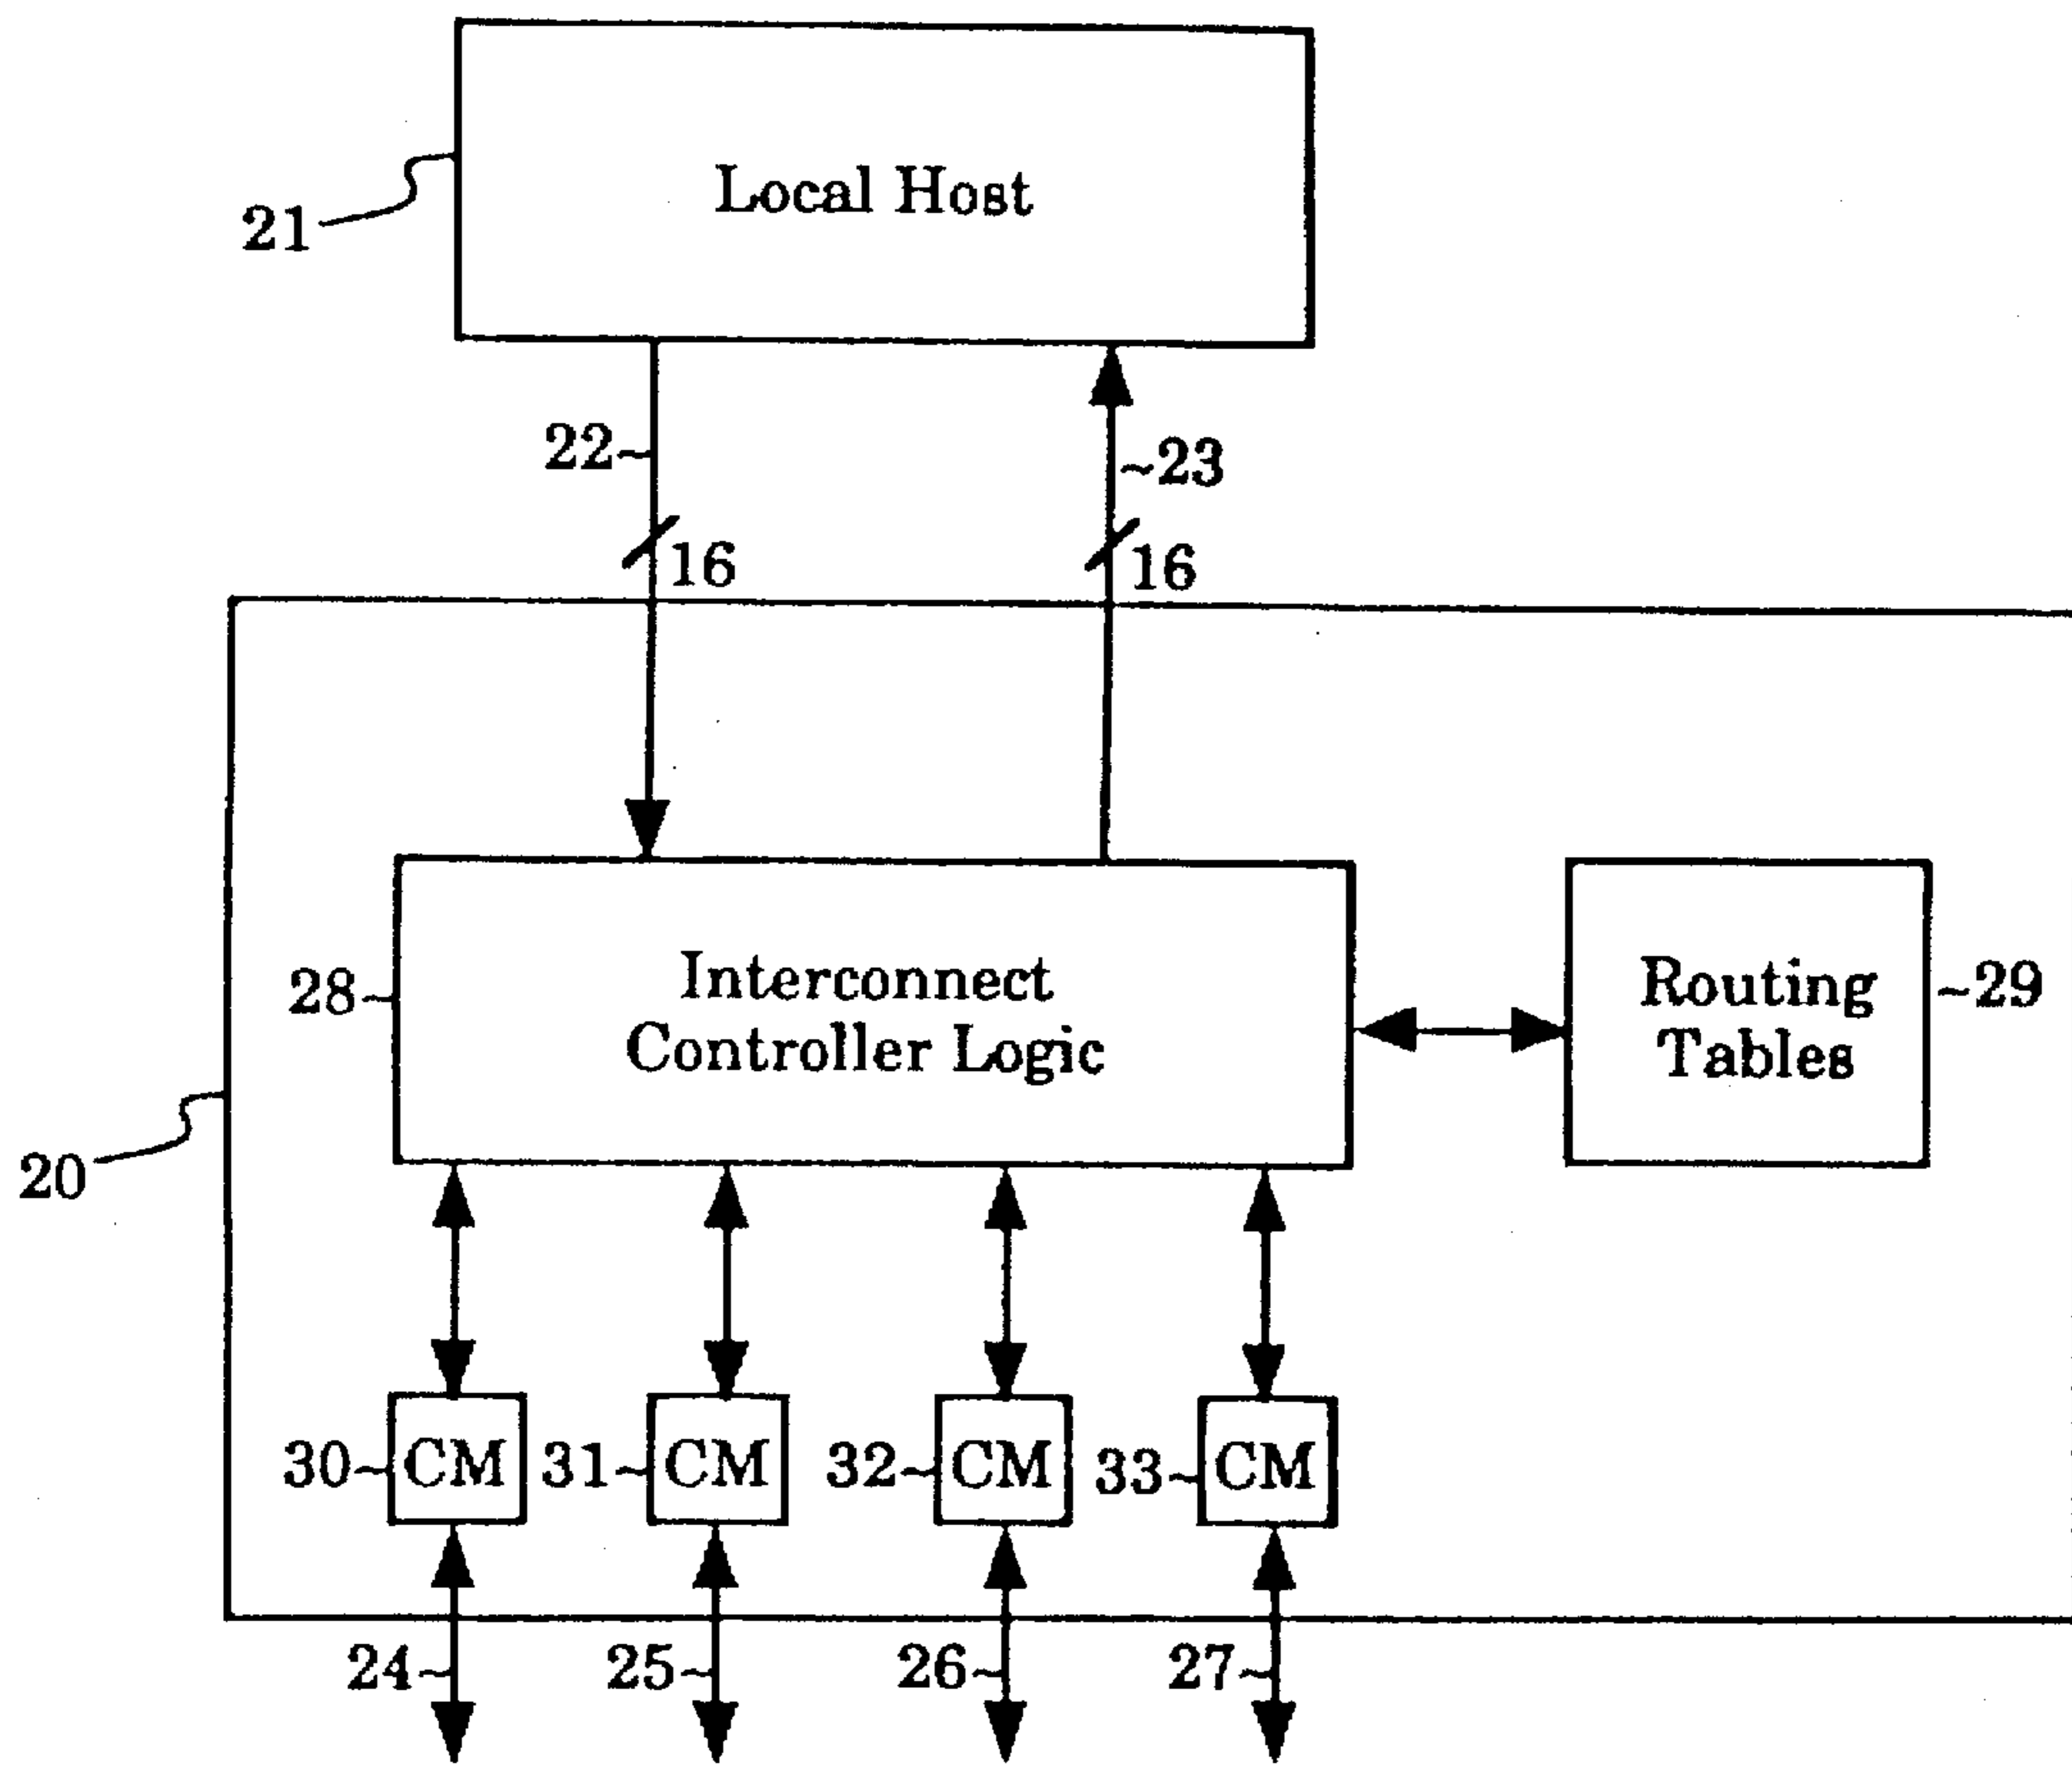 Local Host
21
22
23
16
16
Interconnect
Controller Logic
28
Routing
Tables
29
20
30 CM 31 CM 32 CM 33 CM
24 25 26 27